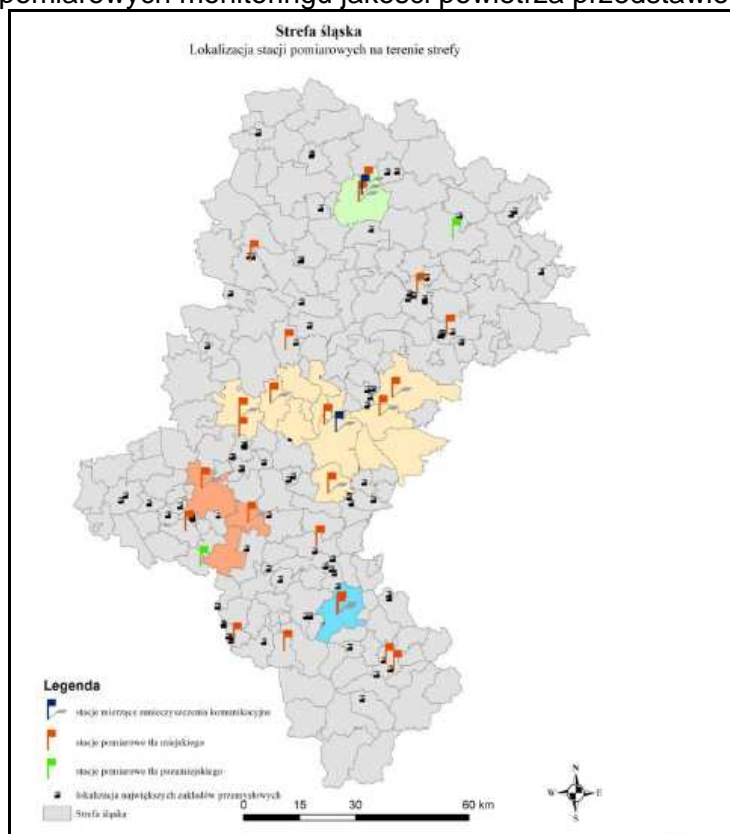 pomiarowych monitoringu jakości powietrza przedstawio
Strefa śląska
Lokalizacja stacji pomiarowych na terenie strefy
Legenda
stacje mierzące zanieczyszczenia komunikacyjne
stacje pomiarowe tła miejskiego
stacje pomiarowe tła pozamiejskiego
lokalizacja największych zakładów przemysłowych
Strefa śląska
0 15 30 60 km
N
W E
S